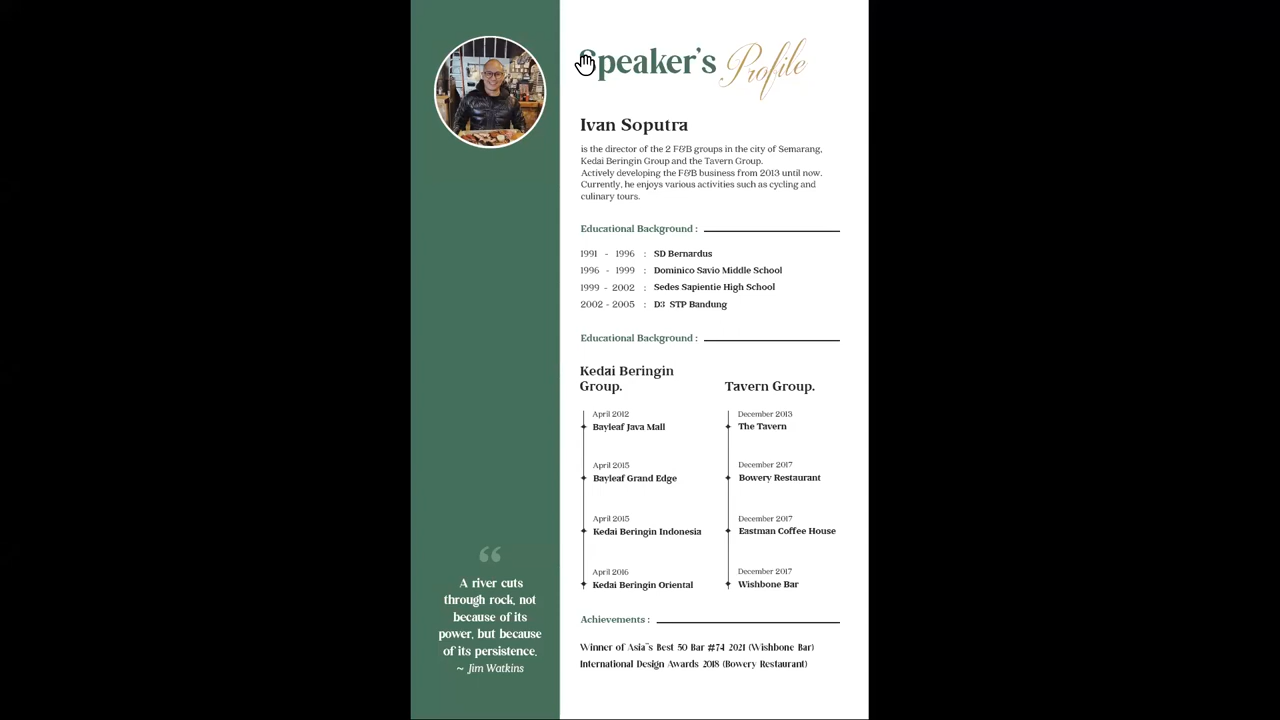 Speaker's Profile
Ivan Soputra
is the director of the 2 F&B groups in the city of Semarang,
Kedai Beringin Group and the Tavern Group.
Actively developing the F&B business from 2013 until now.
Currently, he enjoys various activities such as cycling and
culinary tours.
Educational Background :
1991 - 1996 : SD Bernardus
1996 - 1999 : Dominico Savio Middle School
1999 - 2002 : Sedes Sapientie High School
2002 - 2005 : D3 STP Bandung
Educational Background :
Kedai Beringin
Group.
April 2012
Bayleaf Java Mall
April 2015
Bayleaf Grand Edge
April 2015
Kedai Beringin Indonesia
April 2016
Kedai Beringin Oriental
Tavern Group.
December 2013
The Tavern
December 2017
Bowery Restaurant
December 2017
Eastman Coffee House
December 2017
Wishbone Bar
Achievements :
Winner of Asia"s Best 50 Bar #74 2021 (Wishbone Bar)
International Design Awards 2018 (Bowery Restaurant)
“
A river cuts
through rock, not
because of its
power, but because
of its persistence.
~ Jim Watkins